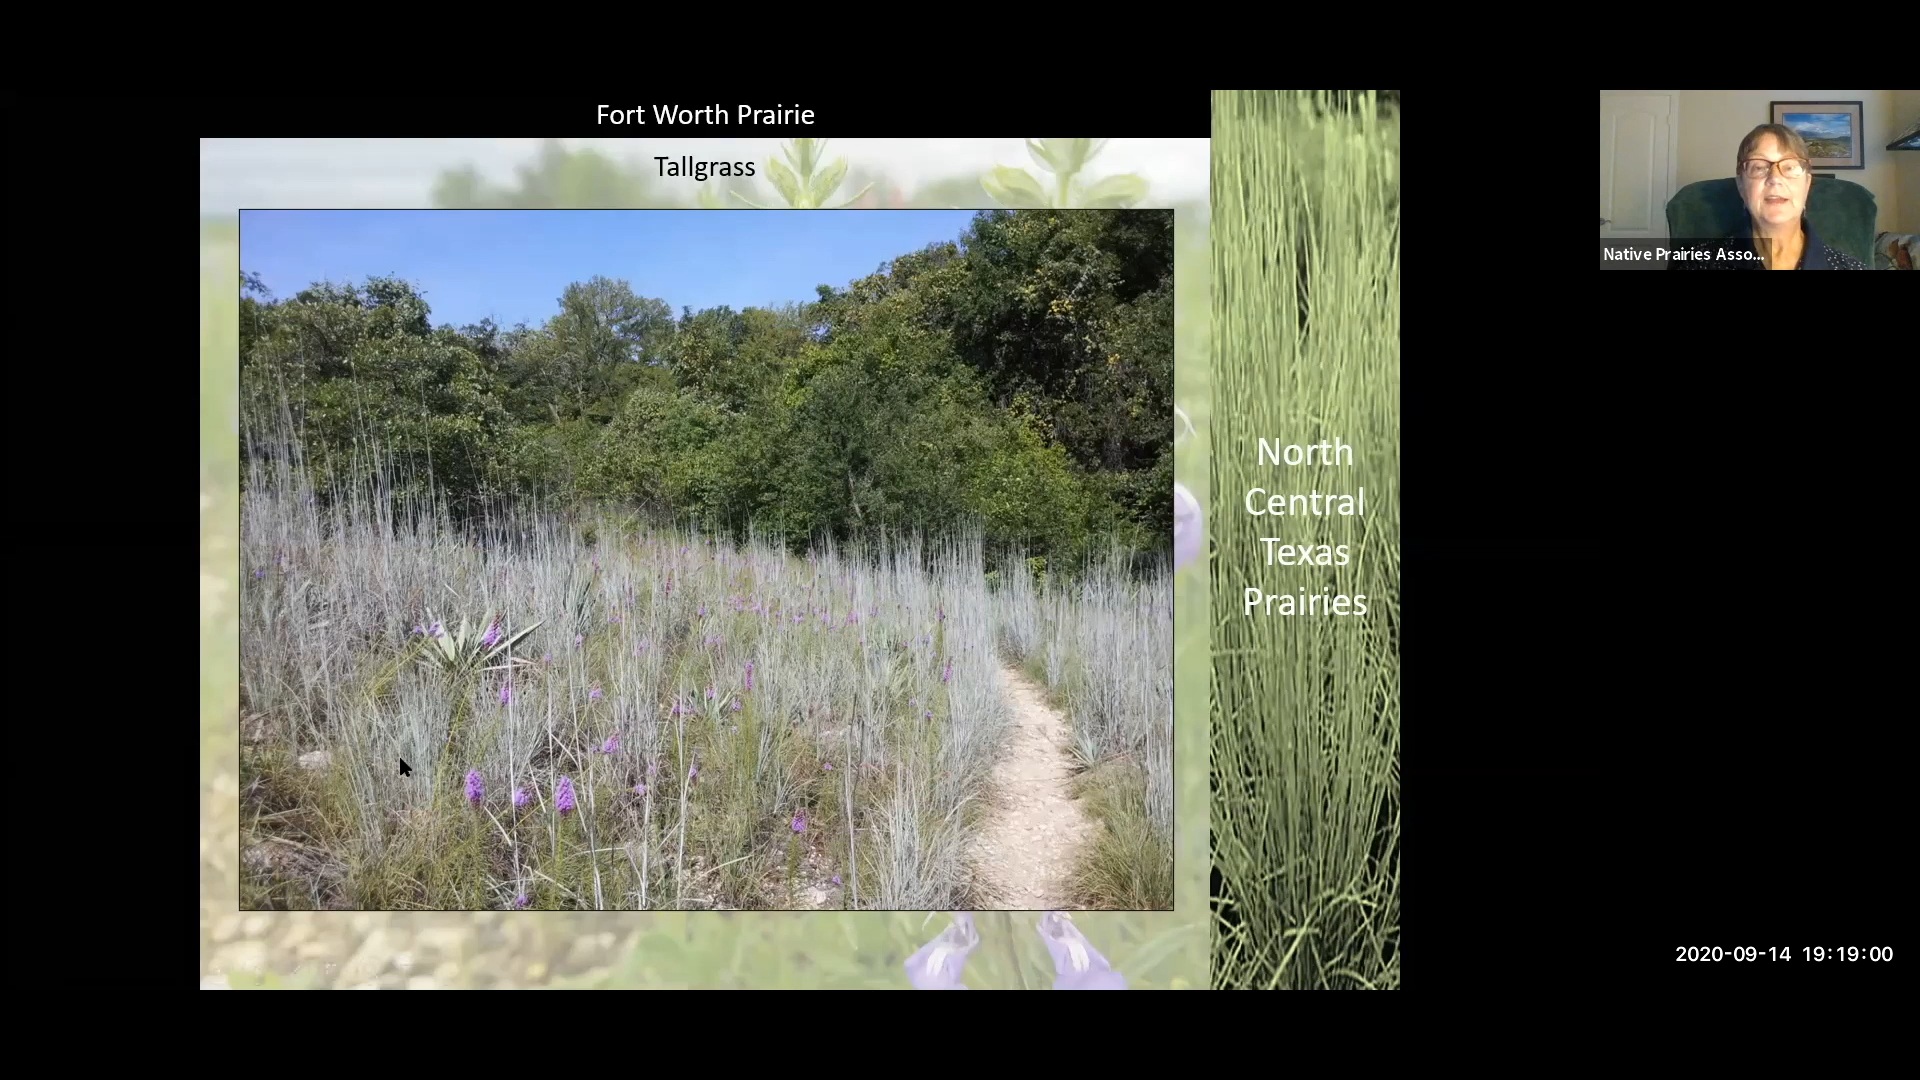 Fort Worth Prairie
Tallgrass
North
Central
Texas
Prairies
Native Prairies Asso...
2020-09-14 19:19:00